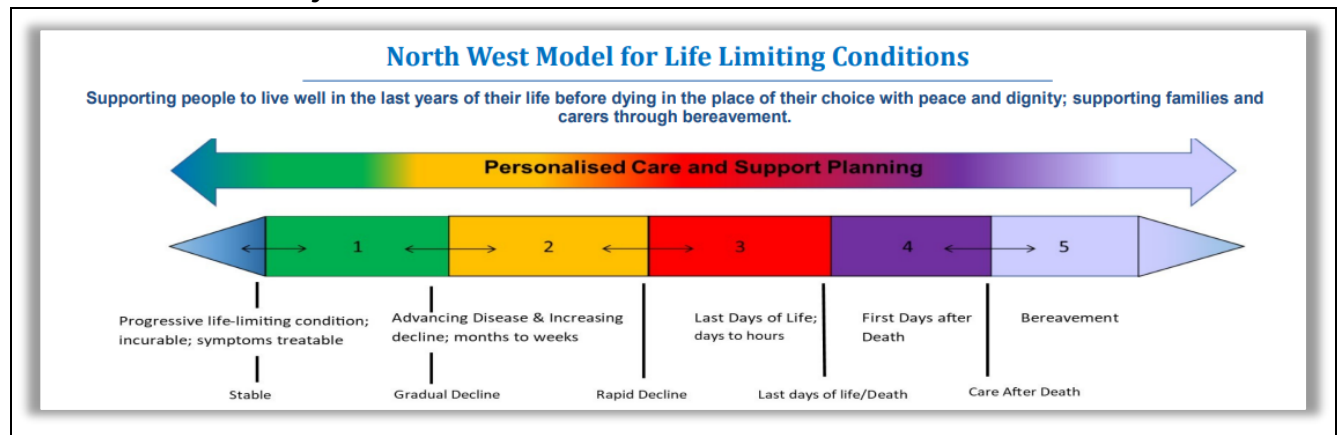 North West Model for Life Limiting Conditions
Supporting people to live well in the last years of their life before dying in the place of their choice with peace and dignity; supporting families and
carers through bereavement.
Personalised Care and Support Planning
1
2
3
4
5
Progressive life-limiting condition;
incurable; symptoms treatable
Advancing Disease & Increasing
decline; months to weeks
Last Days of Life;
days to hours
First Days after
Death
Bereavement
Stable
Gradual Decline
Rapid Decline
Last days of life/Death
Care After Death